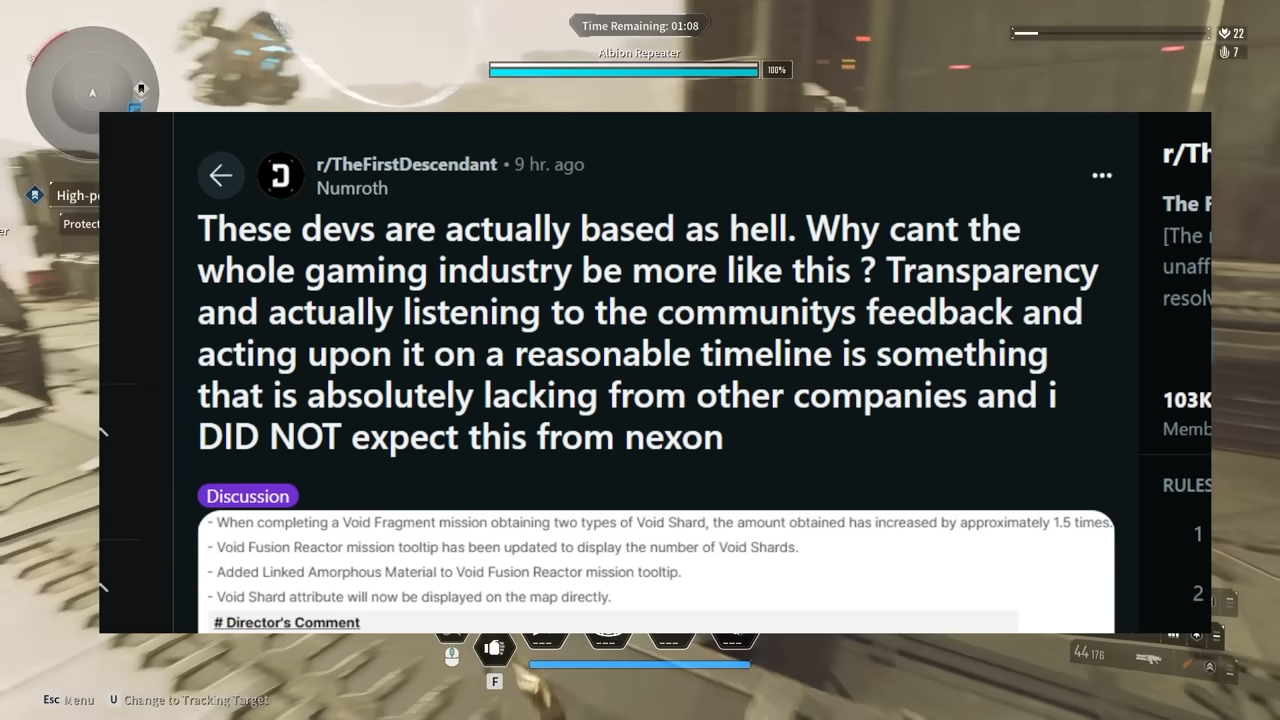 Time Remaining: 01:08
Albion Repeater
100%
22
7
High-p
Protect
er
r/TheFirstDescendant • 9 hr. ago
Numroth
These devs are actually based as hell. Why cant the
whole gaming industry be more like this ? Transparency
and actually listening to the communitys feedback and
acting upon it on a reasonable timeline is something
that is absolutely lacking from other companies and i
DID NOT expect this from nexon
Discussion
- When completing a Void Fragment mission obtaining two types of Void Shard, the amount obtained has increased by approximately 1.5 times.
- Void Fusion Reactor mission tooltip has been updated to display the number of Void Shards.
- Added Linked Amorphous Material to Void Fusion Reactor mission tooltip.
- Void Shard attribute will now be displayed on the map directly.
# Director's Comment
r/Th
The F
[The
unaff
resolv
103K
Memb
RULES
1
2
44 176
F
Esc Menu U Change to Tracking Target